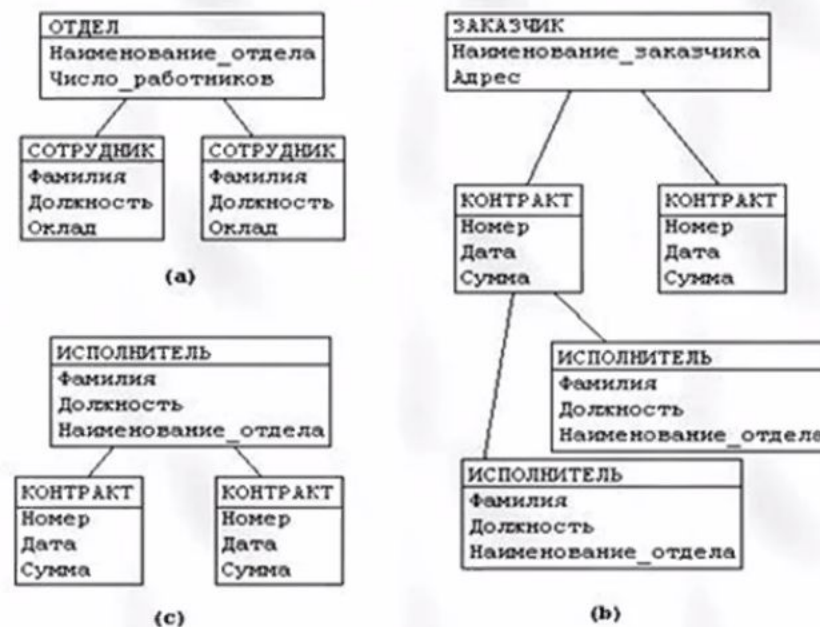 ОТДЕЛ
Наименование_отдела
Число_работников
СОТРУДНИК
Фамилия
Должность
Оклад
СОТРУДНИК
Фамилия
Должность
Оклад
(a)
ИСПОЛНИТЕЛЬ
Фамилия
Должность
Наименование_отдела
КОНТРАКТ
Номер
Дата
Сумма
КОНТРАКТ
Номер
Дата
Сумма
(c)
ЗАКАЗЧИК
Наименование_заказчика
Адрес
КОНТРАКТ
Номер
Дата
Сумма
КОНТРАКТ
Номер
Дата
Сумма
ИСПОЛНИТЕЛЬ
Фамилия
Должность
Наименование_отдела
ИСПОЛНИТЕЛЬ
Фамилия
Должность
Наименование_отдела
(b)